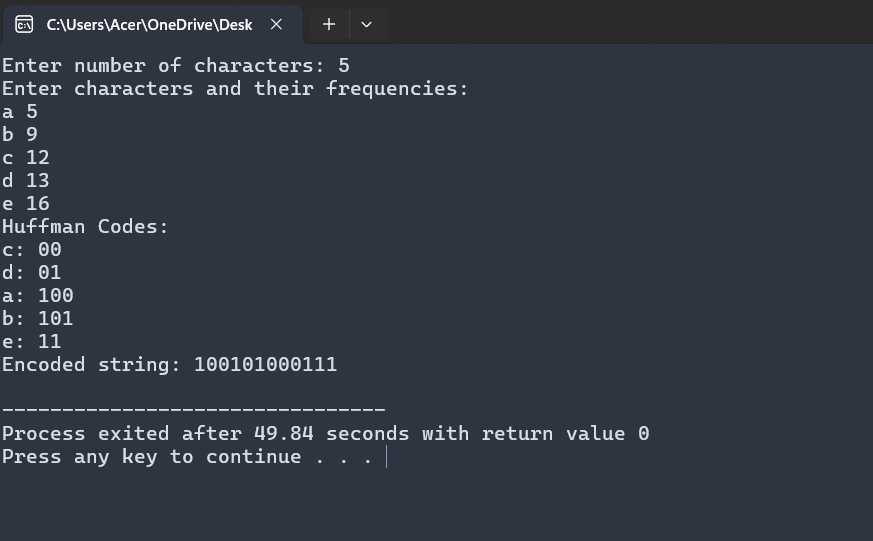 C:\Users\Acer\OneDrive\Desk
Enter number of characters: 5
Enter characters and their frequencies:
a 5
b 9
c 12
d 13
e 16
Huffman Codes:
c: 00
d: 01
a: 100
b: 101
e: 11
Encoded string: 100101000111
--------------------------------
Process exited after 49.84 seconds with return value 0
Press any key to continue . . .